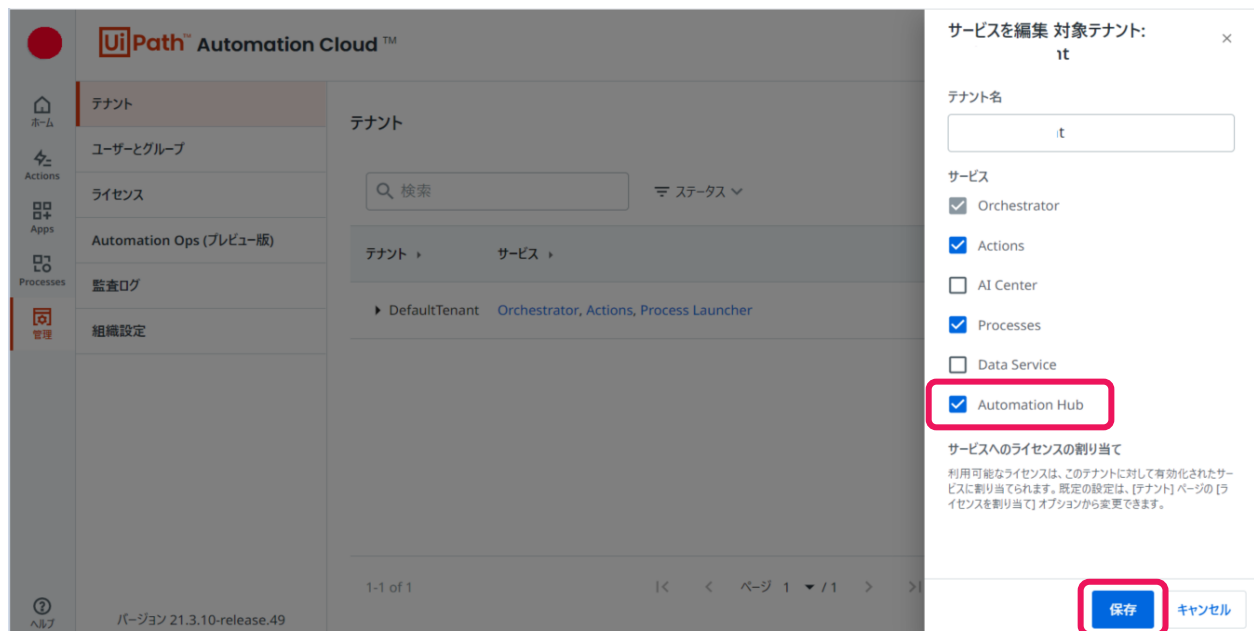 UiPath™ Automation Cloud ™
ホーム
Actions
Apps
Processes
管理
ヘルプ
テナント
ユーザーとグループ
ライセンス
Automation Ops (プレビュー版)
監査ログ
組織設定
バージョン 21.3.10-release.49
テナント
検索
ステータス
テナント
サービス
DefaultTenant
Orchestrator, Actions, Process Launcher
1-1 of 1
ページ 1 / 1
サービスを編集 対象テナント:
テナント名
サービス
Orchestrator
Actions
AI Center
Processes
Data Service
Automation Hub
サービスへのライセンスの割り当て
利用可能なライセンスは、このテナントに対して有効化されたサー
ビスに割り当てられます。既定の設定は、[テナント] ページの [ラ
イセンスを割り当て] オプションから変更できます。
保存
キャンセル